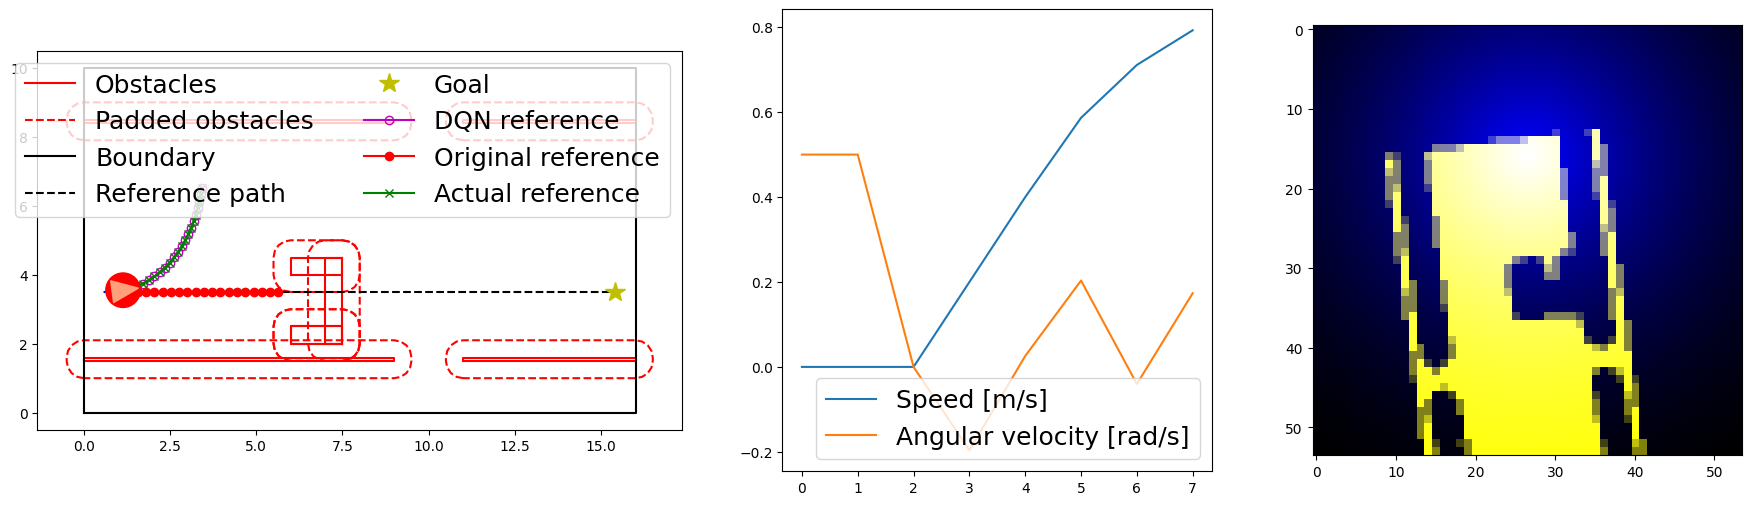 Obstacles
Padded obstacles
Boundary
Reference path
Goal
DQN reference
Original reference
Actual reference
10
8
6
4
2
0
0.0 2.5 5.0 7.5 10.0 12.5 15.0
0.8
0.6
0.4
0.2
0.0
−0.2
Speed [m/s]
Angular velocity [rad/s]
0 1 2 3 4 5 6 7
0
10
20
30
40
50
0 10 20 30 40 50